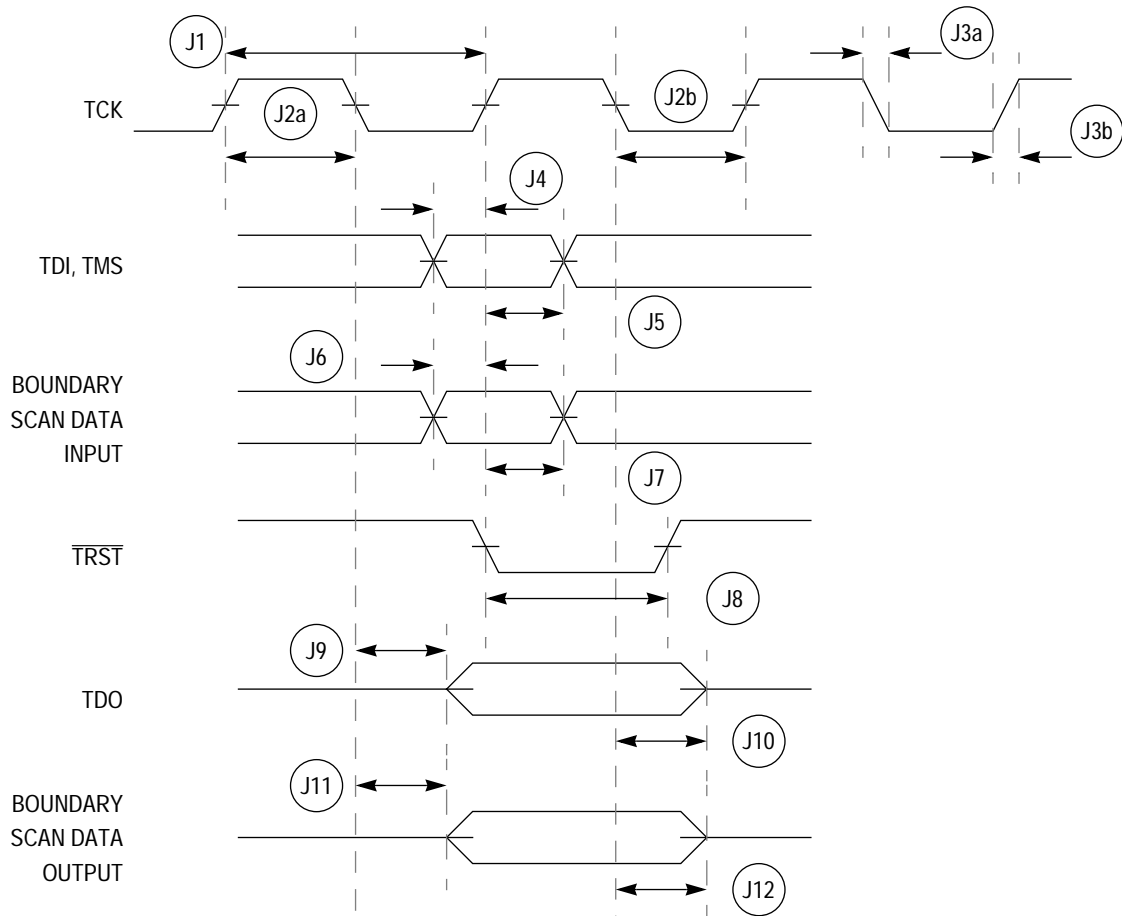 J1
J3a
TCK
J2a
J2b
J3b
J4
TDI, TMS
J5
J6
BOUNDARY
SCAN DATA
INPUT
J7
TRST
J8
J9
TDO
J10
J11
BOUNDARY
SCAN DATA
OUTPUT
J12